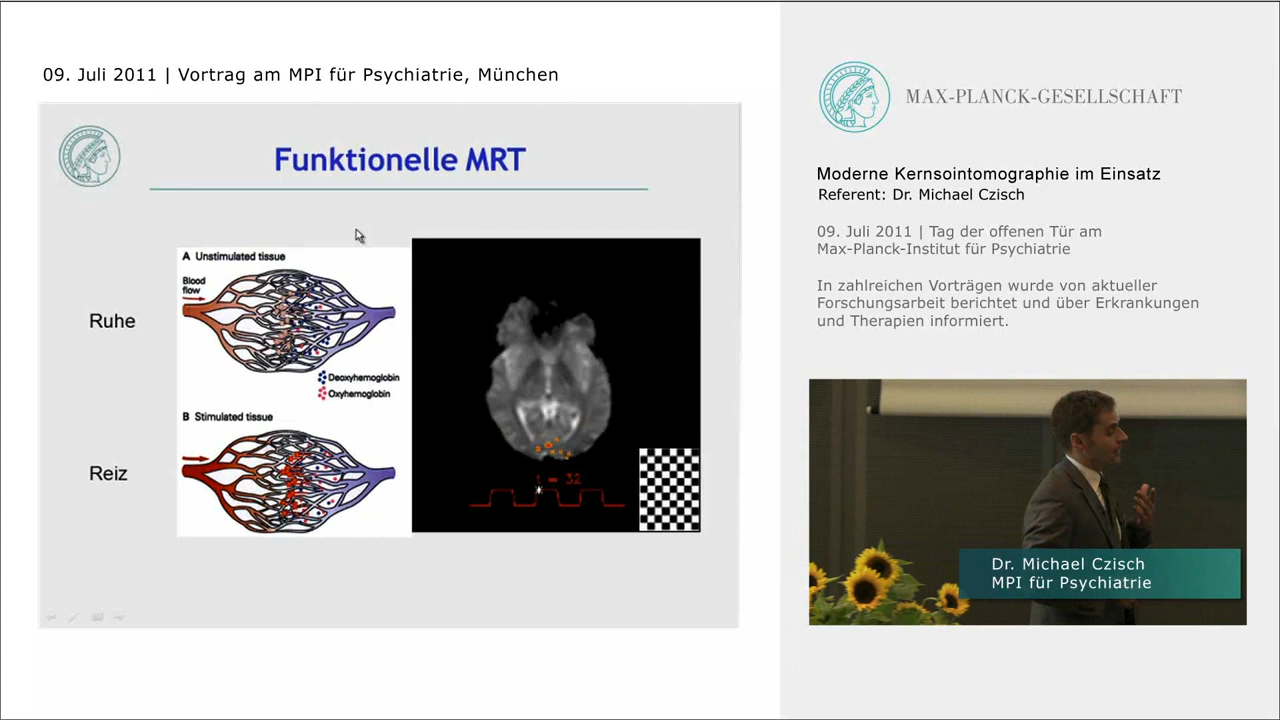 09. Juli 2011 | Vortrag am MPI für Psychiatrie, München
Funktionelle MRT
A Unstimulated tissue
Blood
flow
Ruhe
Deoxyhemoglobin
Oxyhemoglobin
B Stimulated tissue
Reiz
t = 32
MAX-PLANCK-GESELLSCHAFT
Moderne Kernsointomographie im Einsatz
Referent: Dr. Michael Czisch
09. Juli 2011 | Tag der offenen Tür am
Max-Planck-Institut für Psychiatrie
In zahlreichen Vorträgen wurde von aktueller
Forschungsarbeit berichtet und über Erkrankungen
und Therapien informiert.
Dr. Michael Czisch
MPI für Psychiatrie